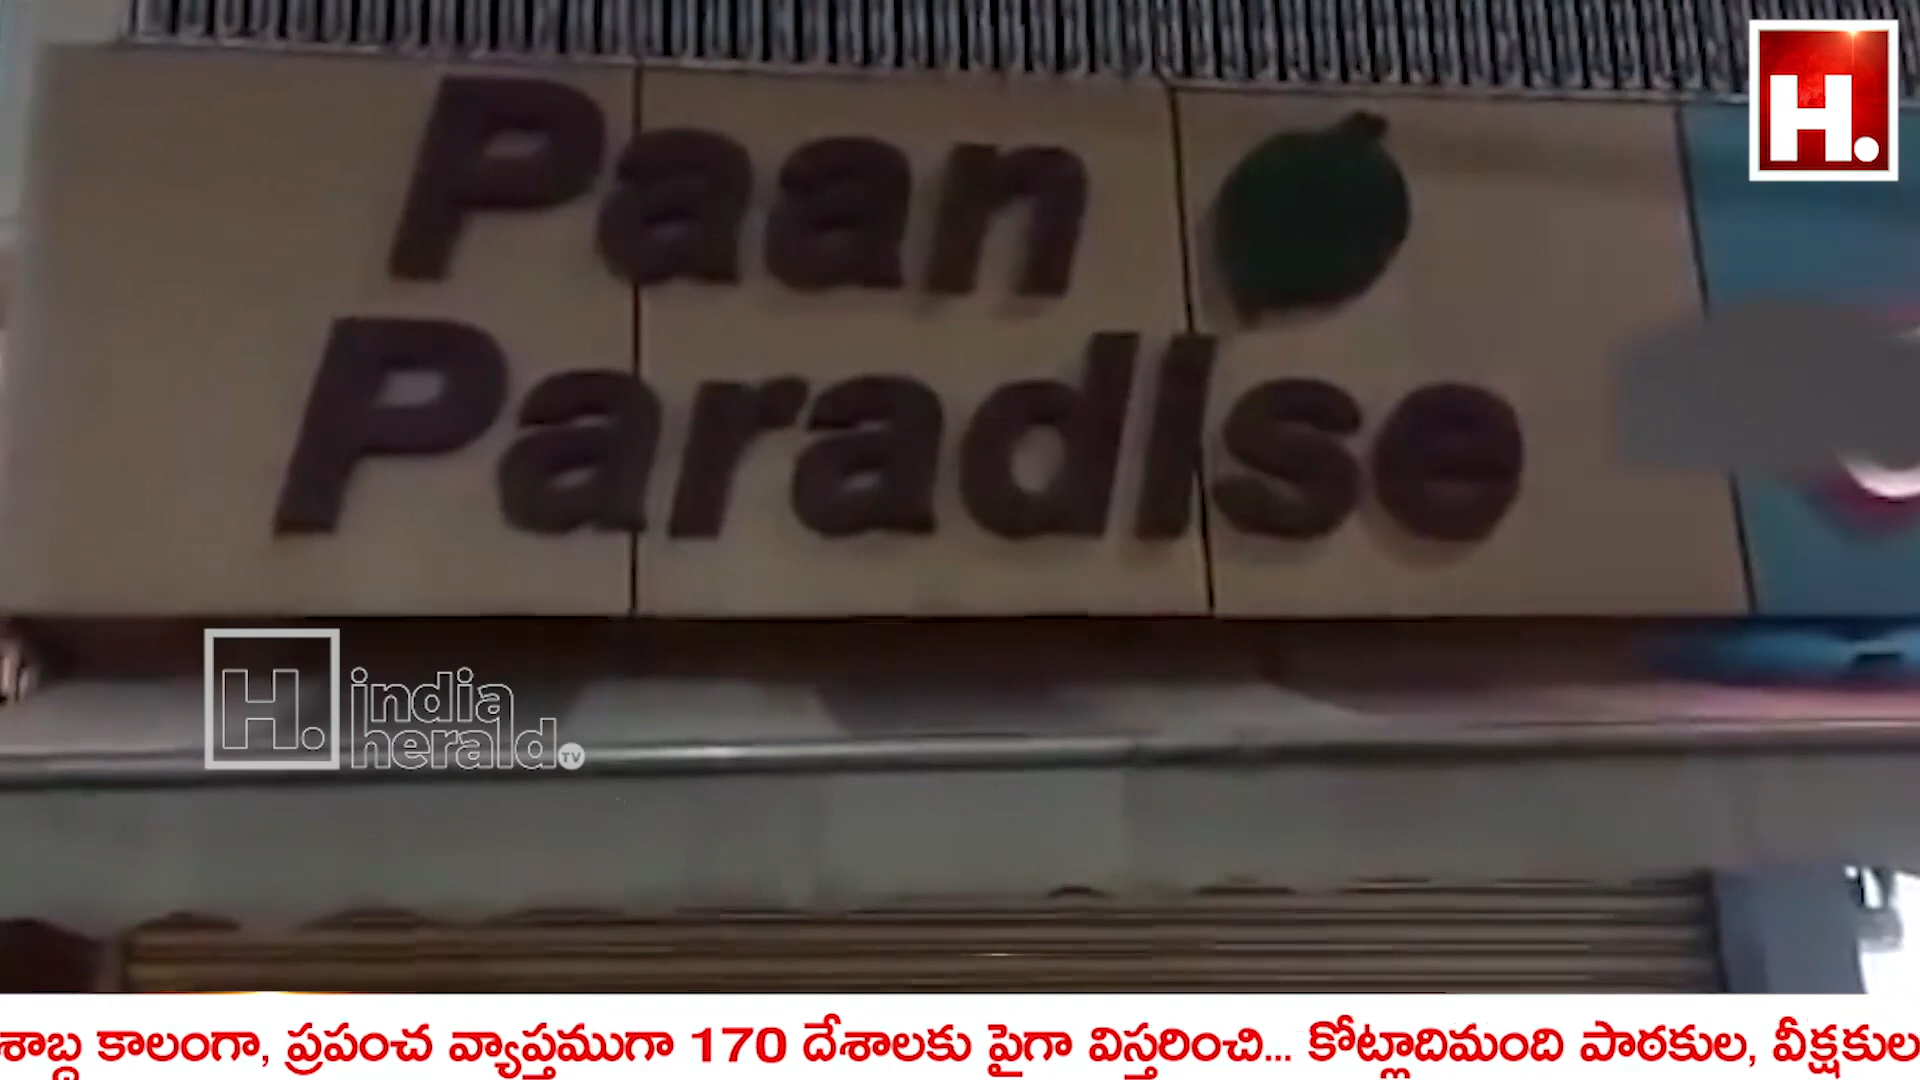 Paan
Paradise
H.
H.
india
herald
TV
శాబ్ద కాలంగా, ప్రపంచ వ్యాప్తముగా 170 దేశాలకు పైగా విస్తరించి... కోట్లాదిమంది పాఠకుల, వీక్షకుల